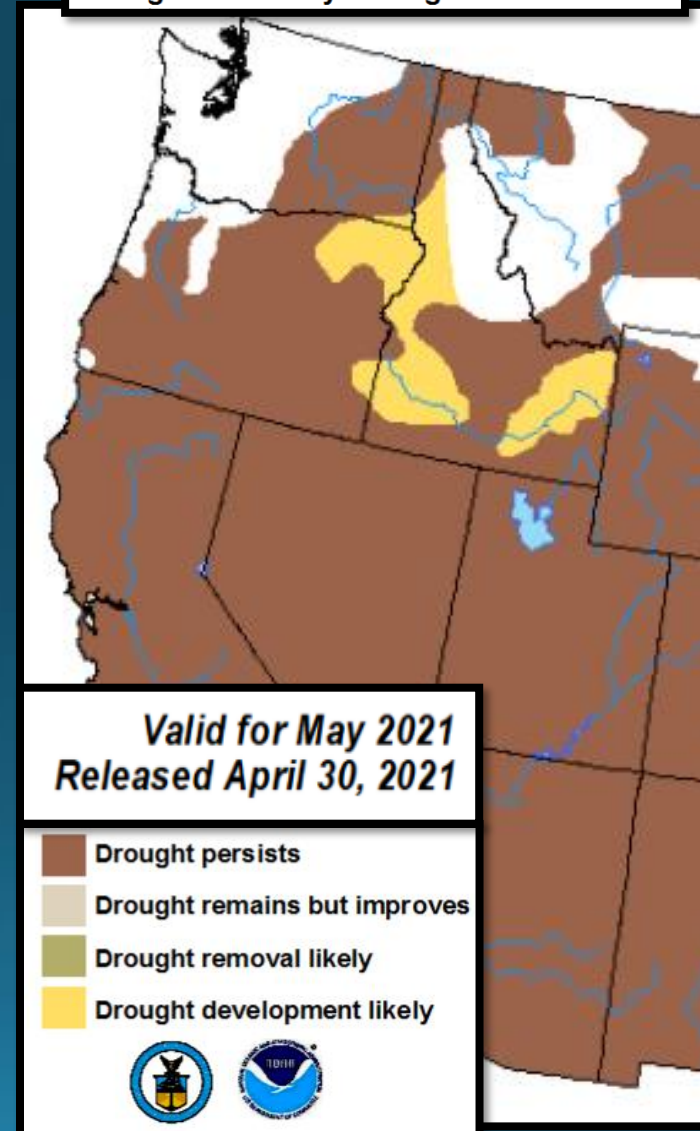 Valid for May 2021
Released April 30, 2021
Drought persists
Drought remains but improves
Drought removal likely
Drought development likely